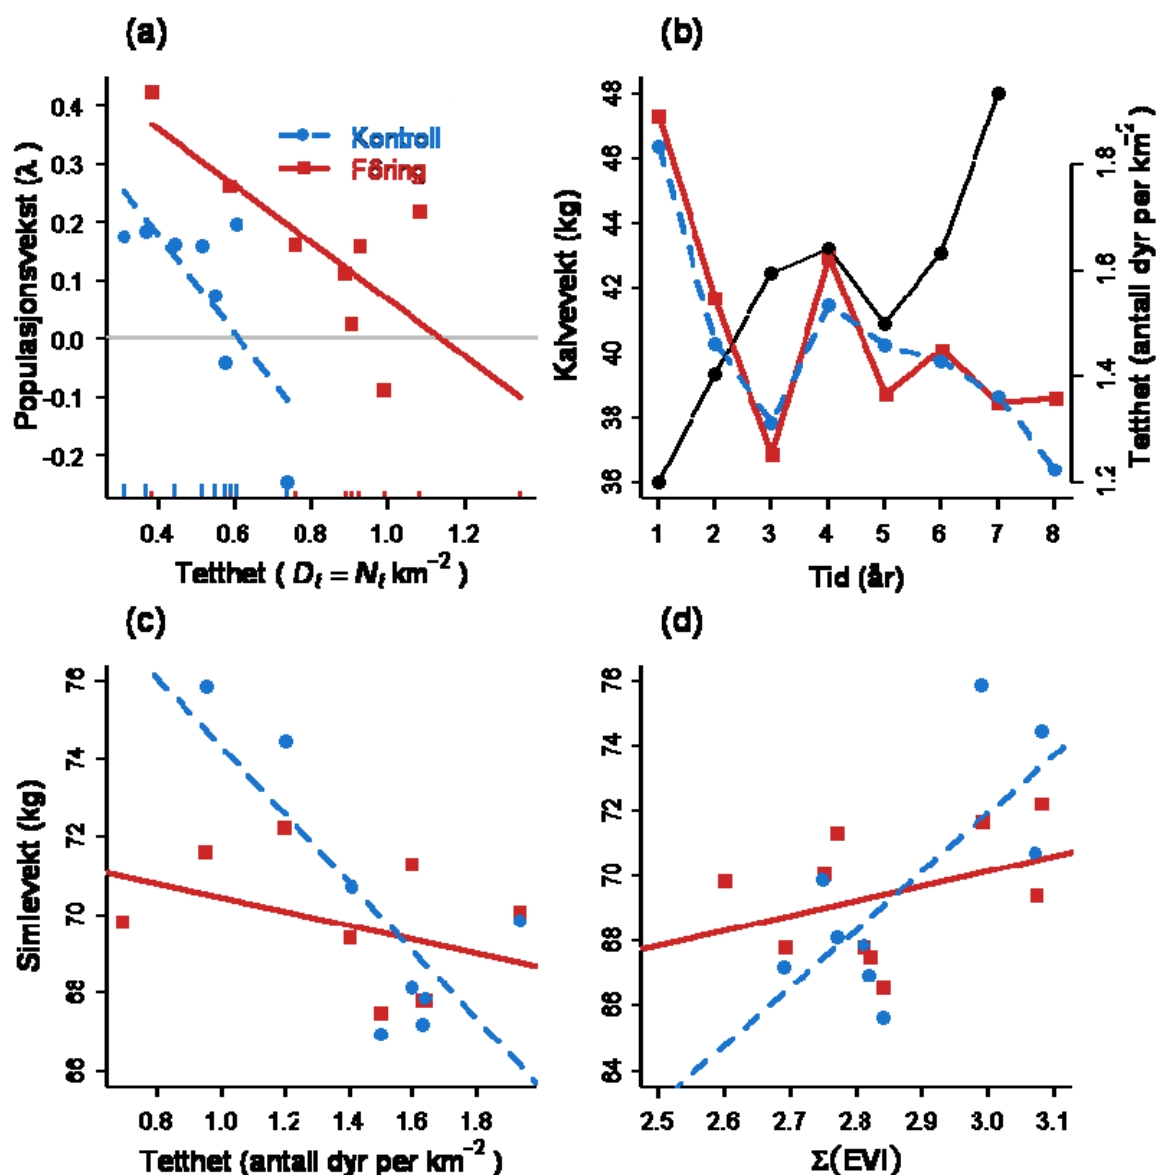 (a)
Populasjonsvekst (λ)
0.4
0.3
0.2
0.1
0.0
-0.1
-0.2
Kontroll
Fôring
0.4 0.6 0.8 1.0 1.2
Tetthet ( Dₜ = Nₜ km⁻² )
(b)
Kalvevekt (kg)
48
46
44
42
40
38
36
1.8
1.6
1.4
1.2
Tetthet (antall dyr per km⁻²)
1 2 3 4 5 6 7 8
Tid (år)
(c)
Simlevekt (kg)
76
74
72
70
68
66
0.8 1.0 1.2 1.4 1.6 1.8
Tetthet (antall dyr per km⁻² )
(d)
76
74
72
70
68
66
64
2.5 2.6 2.7 2.8 2.9 3.0 3.1
Σ(EVI)